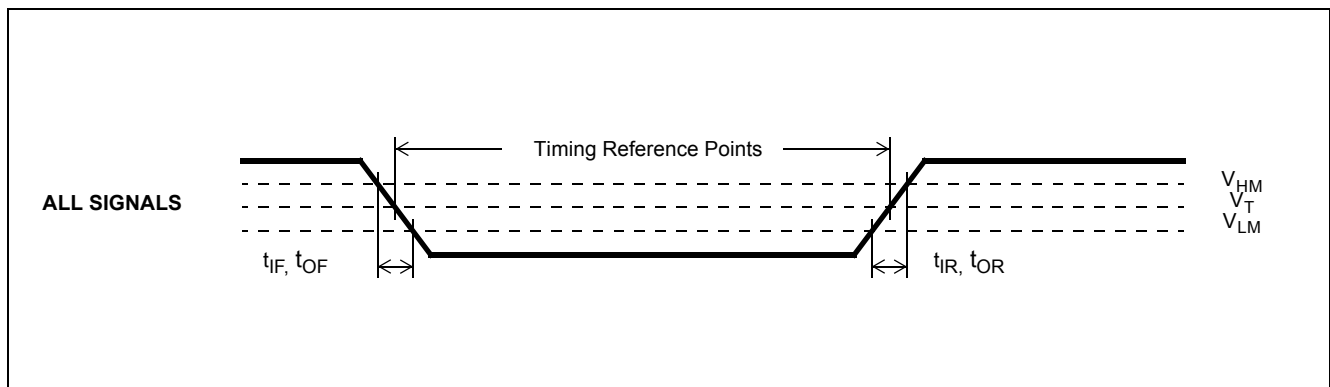 Timing Reference Points
V_HM
ALL SIGNALS
V_T
V_LM
t_IF, t_OF
t_IR, t_OR